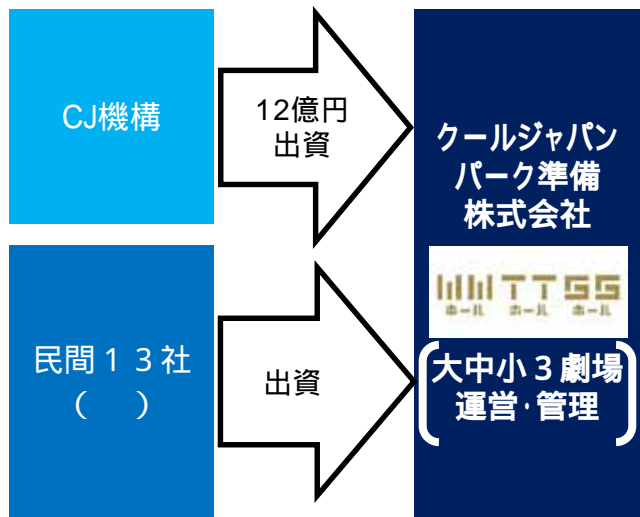 CJ機構
12億円
出資
クールジャパン
パーク準備
株式会社
WW TT SS
ホール ホール ホール
民間１３社
（　）
出資
大中小３劇場
運営・管理